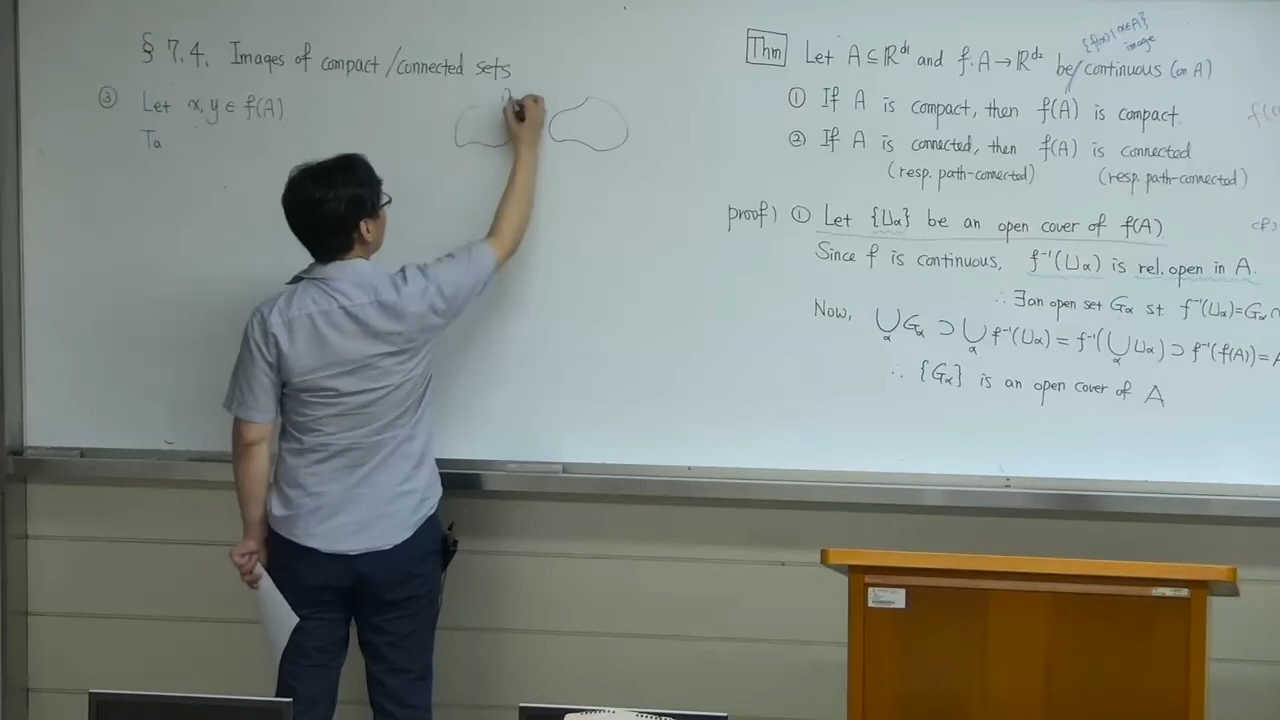 § 7.4. Images of compact/connected sets
③ Let x, y ∈ f(A)
Ta
Thm Let A ⊆ ℝ^d1 and f: A → ℝ^d2 be continuous (on A)
{f(x) | x∈A}
image
① If A is compact, then f(A) is compact.
② If A is connected, then f(A) is connected
(resp. path-connected) (resp. path-connected)
proof) ① Let {Uα} be an open cover of f(A).
Since f is continuous, f⁻¹(Uα) is rel. open in A.
∴ ∃ an open set Gα st. f⁻¹(Uα)=Gα∩
Now, ⋃α Gα ⊃ ⋃α f⁻¹(Uα) = f⁻¹(⋃α Uα) ⊃ f⁻¹(f(A)) = A
∴ {Gα} is an open cover of A